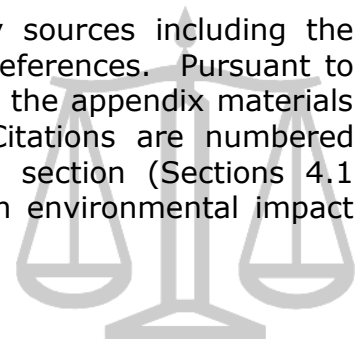 sources including the
eferences. Pursuant to
the appendix materials
Citations are numbered
section (Sections 4.1
environmental impact